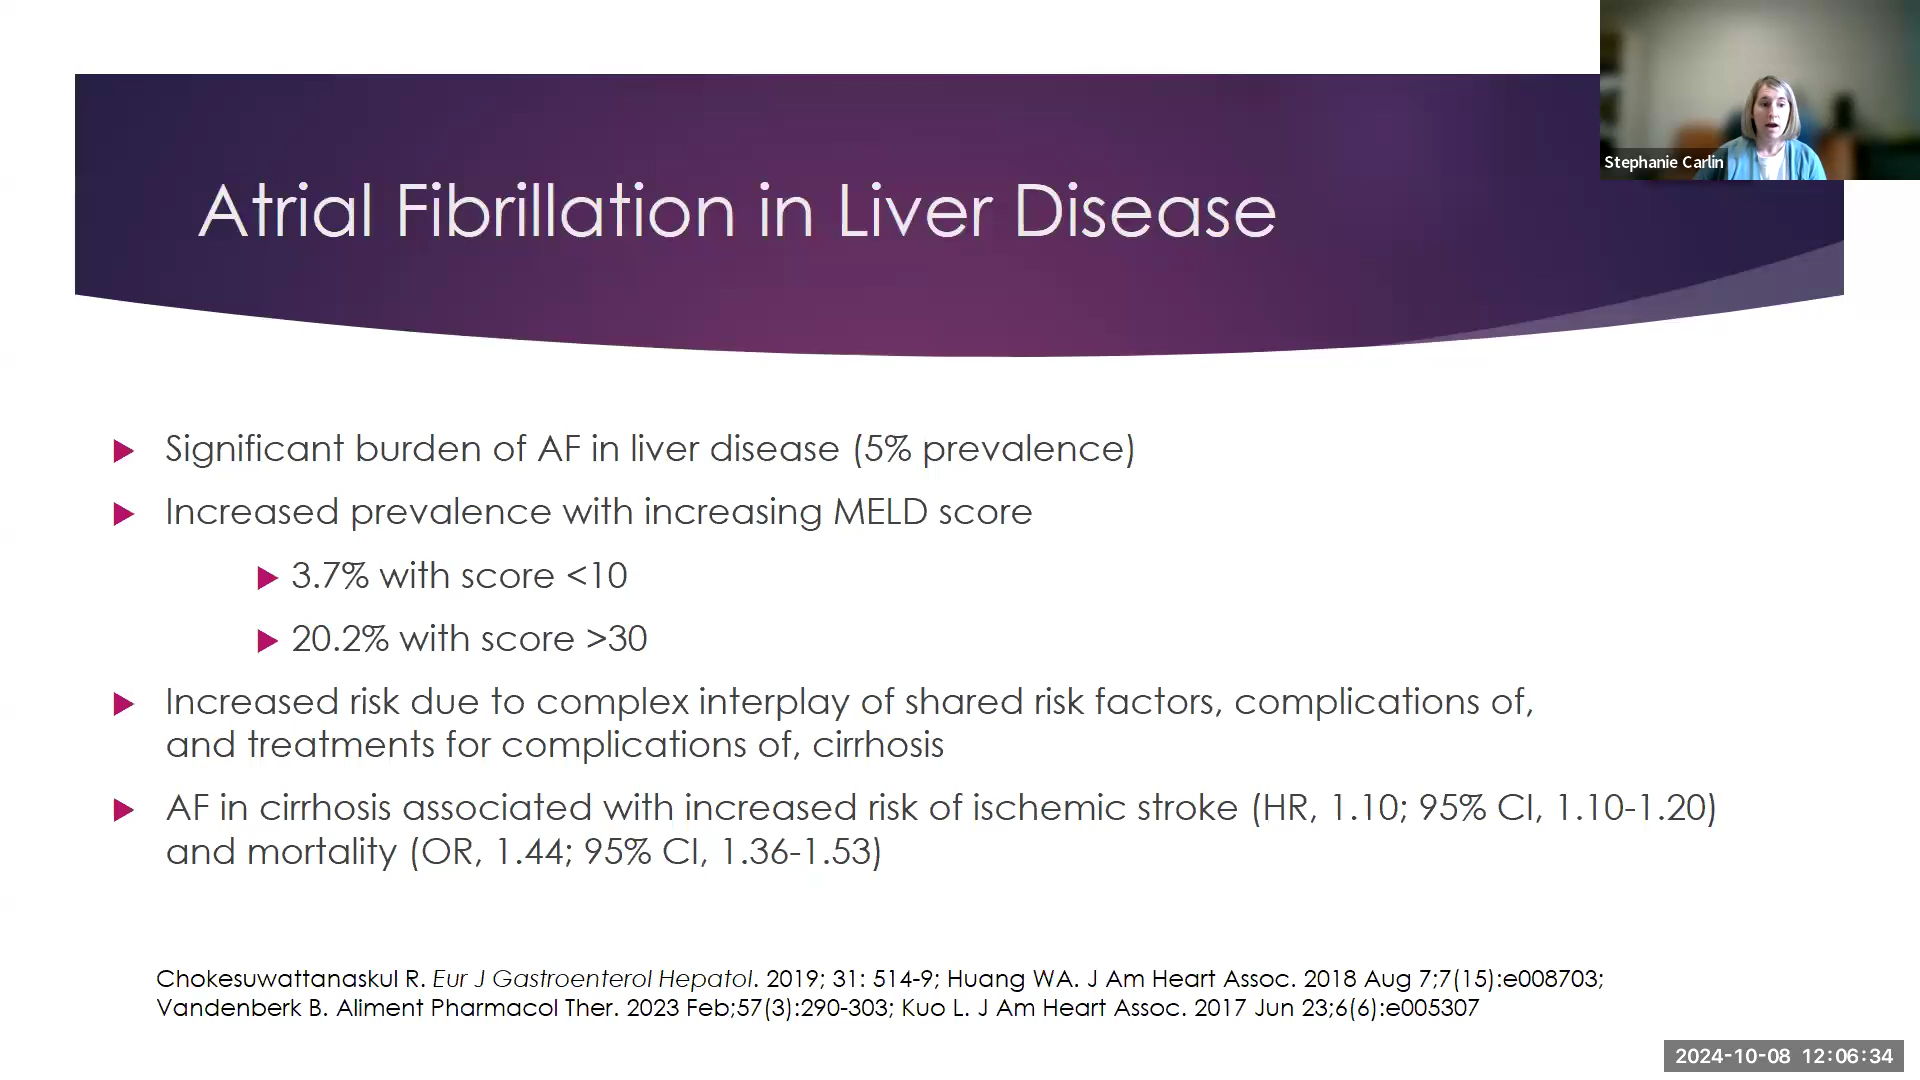 Stephanie Carlin
Atrial Fibrillation in Liver Disease
Significant burden of AF in liver disease (5% prevalence)
Increased prevalence with increasing MELD score
3.7% with score <10
20.2% with score >30
Increased risk due to complex interplay of shared risk factors, complications of,
and treatments for complications of, cirrhosis
AF in cirrhosis associated with increased risk of ischemic stroke (HR, 1.10; 95% CI, 1.10-1.20)
and mortality (OR, 1.44; 95% CI, 1.36-1.53)
Chokesuwattanaskul R. Eur J Gastroenterol Hepatol. 2019; 31: 514-9; Huang WA. J Am Heart Assoc. 2018 Aug 7;7(15):e008703;
Vandenberk B. Aliment Pharmacol Ther. 2023 Feb;57(3):290-303; Kuo L. J Am Heart Assoc. 2017 Jun 23;6(6):e005307
2024-10-08 12:06:34